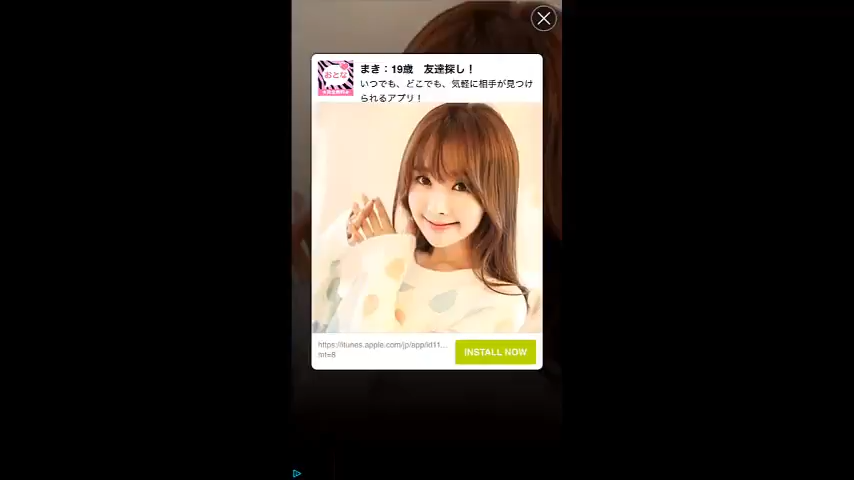 おとな
まき：19歳　友達探し！
いつでも、どこでも、気軽に相手が見つけ
られるアプリ！
https://itunes.apple.com/jp/app/id11...
mt=8
INSTALL NOW